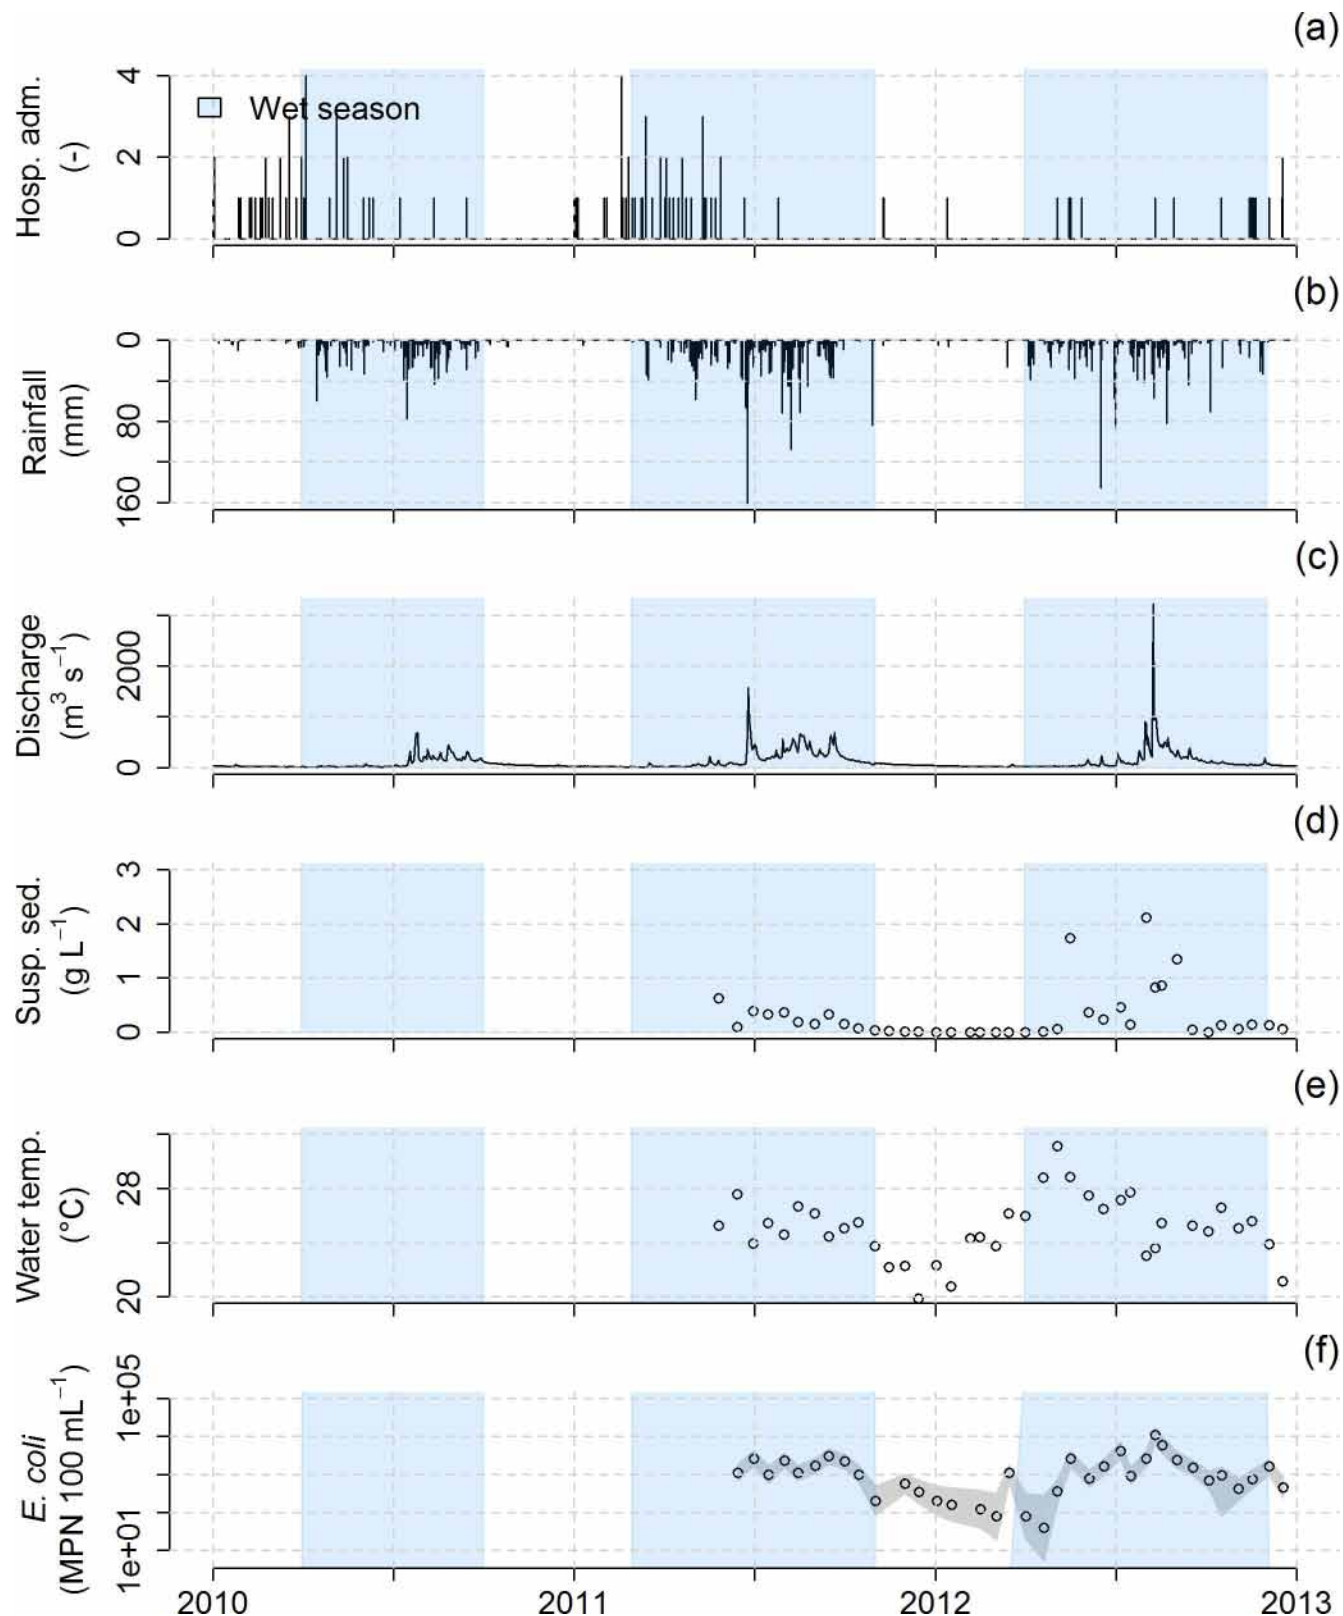 (a)
Hosp. adm.
(-)
4
2
0
Wet season
(b)
Rainfall
(mm)
0
80
160
(c)
Discharge
(m³ s⁻¹)
2000
0
(d)
Susp. sed.
(g L⁻¹)
3
2
1
0
(e)
Water temp.
(°C)
28
20
(f)
E. coli
(MPN 100 mL⁻¹)
1e+05
1e+01
2010 2011 2012 2013